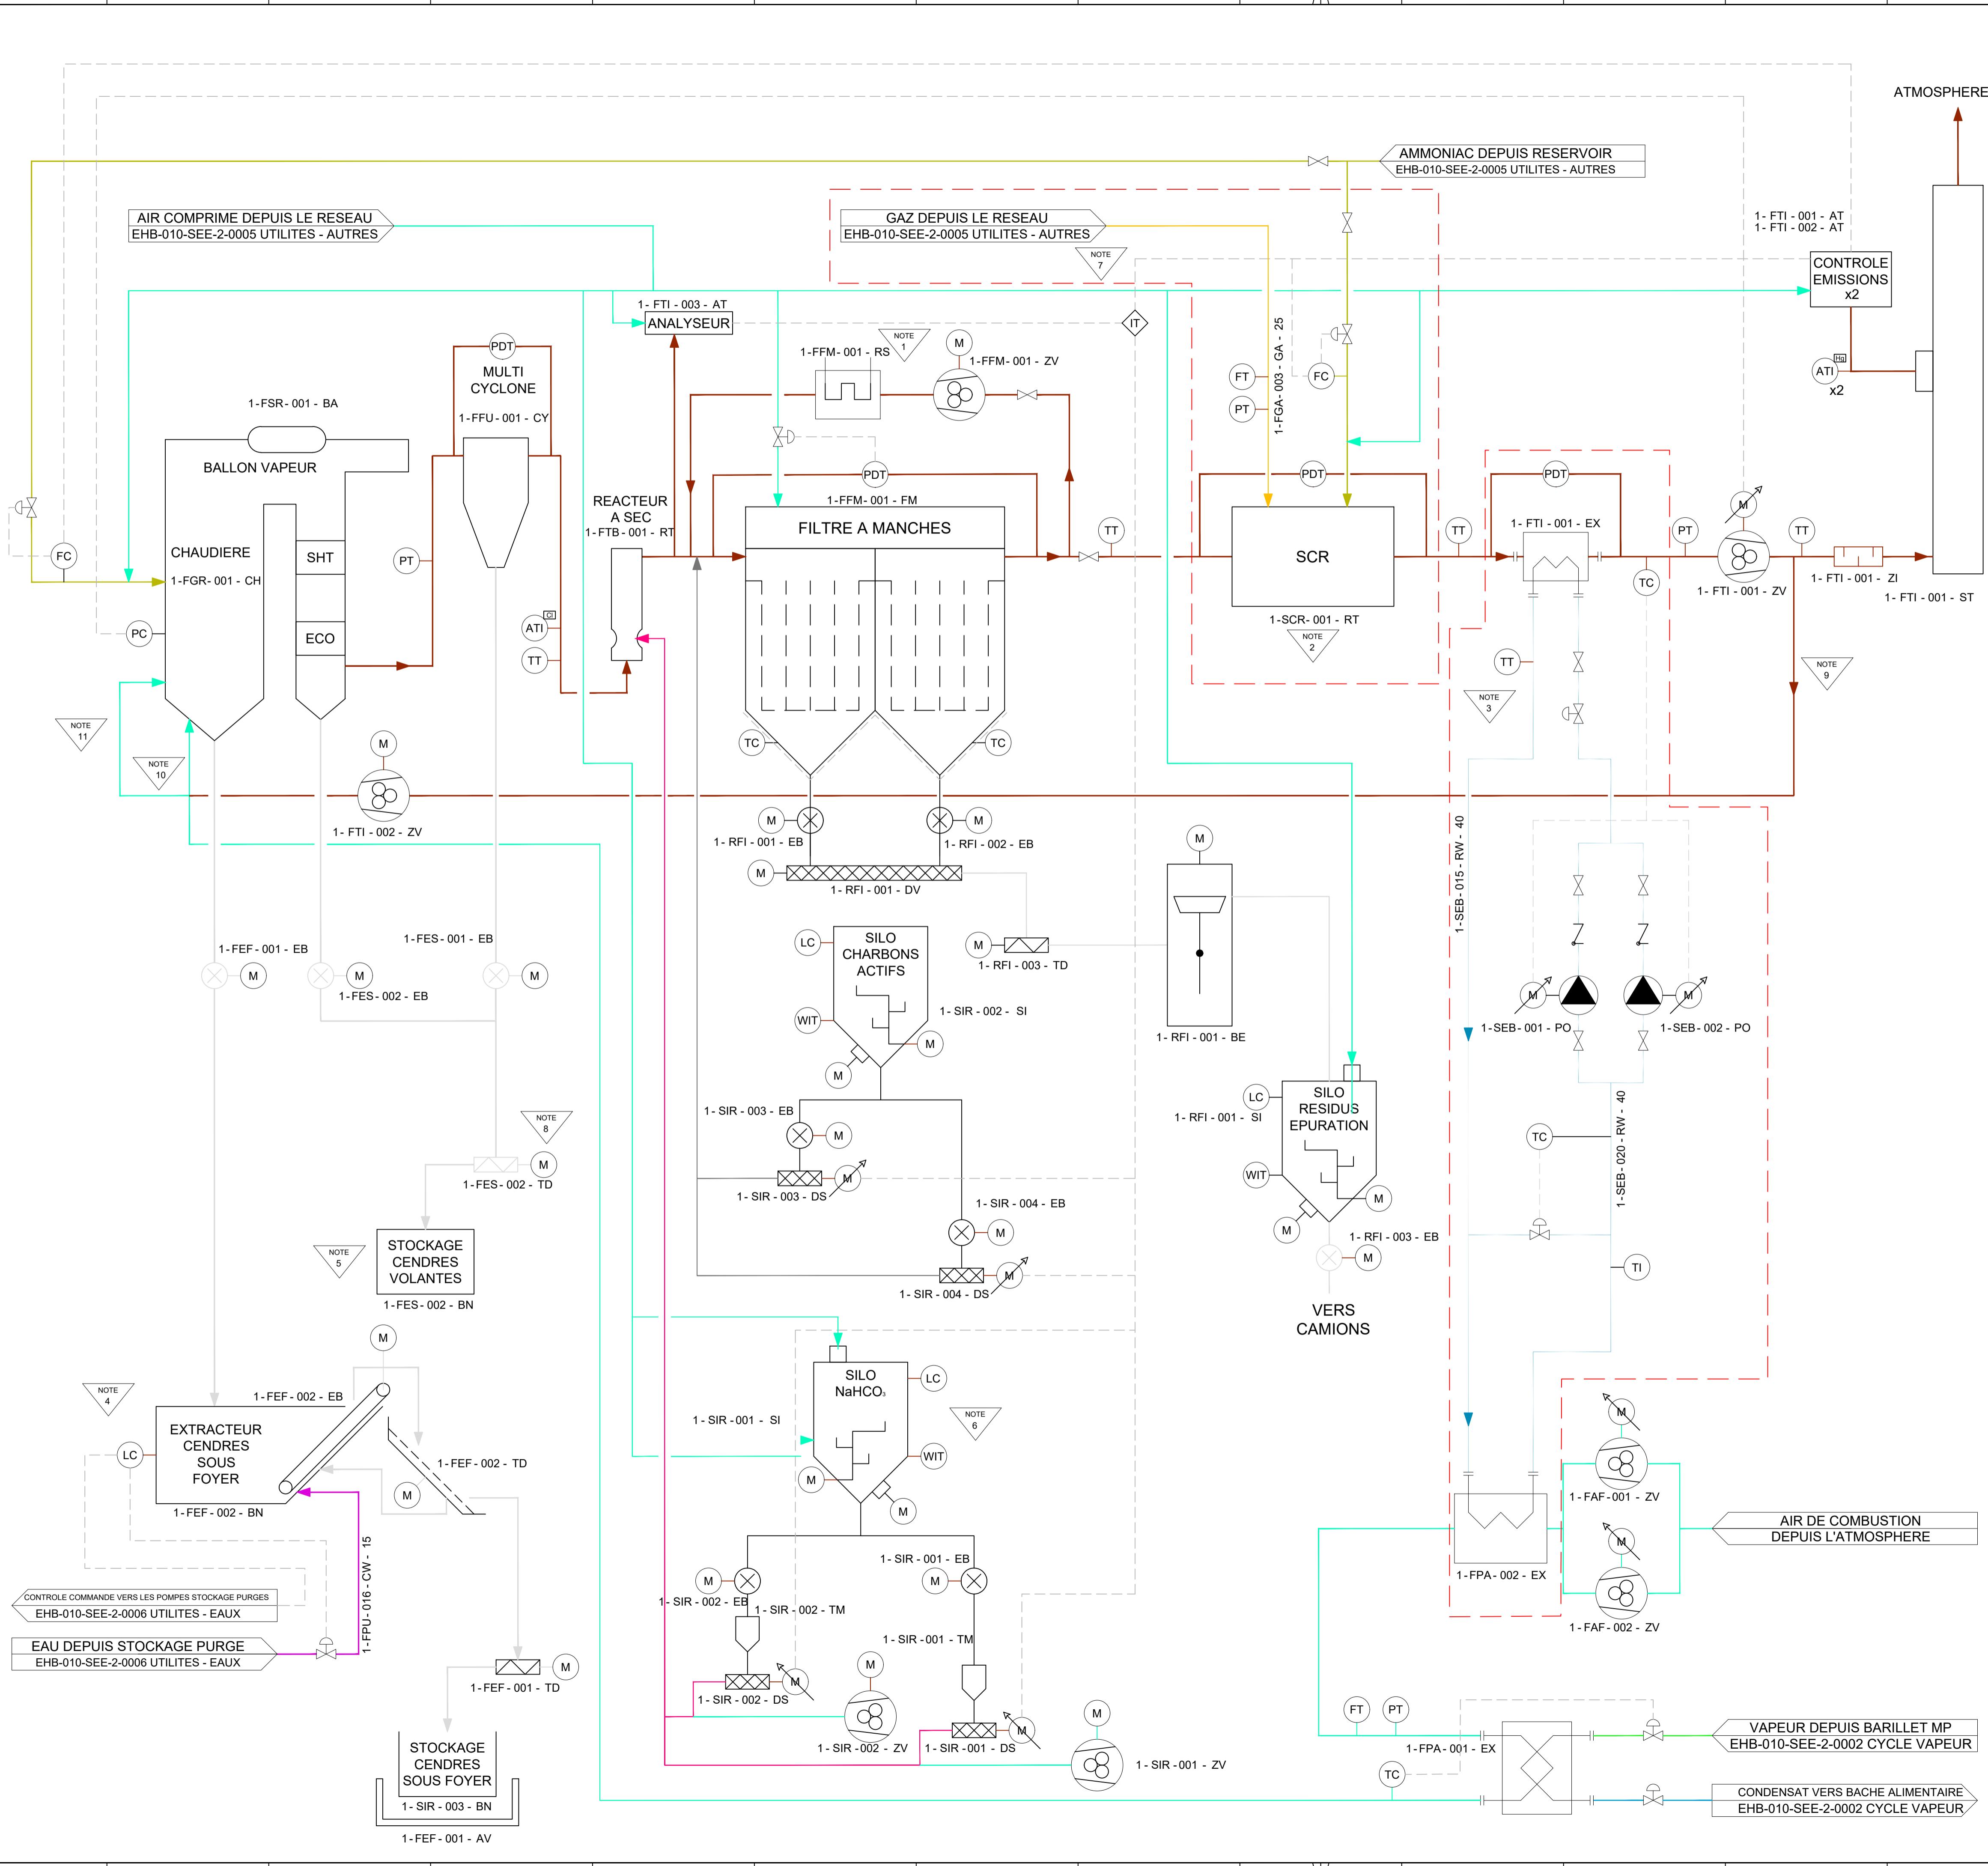 ATMOSPHERE
AMMONIAC DEPUIS RESERVOIR
EHB-010-SEE-2-0005 UTILITES - AUTRES
AIR COMPRIME DEPUIS LE RESEAU
EHB-010-SEE-2-0005 UTILITES - AUTRES
GAZ DEPUIS LE RESEAU
EHB-010-SEE-2-0005 UTILITES - AUTRES
NOTE
7
1- FTI - 001 - AT
1- FTI - 002 - AT
CONTROLE
EMISSIONS
x2
1- FTI - 003 - AT
ANALYSEUR
IT
1-FGA- 003 - GA - 25
NOTE
1
M
1-FFM- 001 - RS
1-FFM- 001 - ZV
PDT
MULTI
CYCLONE
1-FFU - 001 - CY
FT
PT
FC
Hg
ATI
x2
1-FSR- 001 - BA
BALLON VAPEUR
PDT
PDT
PDT
1-FFM- 001 - FM
FILTRE A MANCHES
REACTEUR
A SEC
1-FTB - 001 - RT
M
TT
TT
1 - FTI - 001 - EX
PT
TT
FC
CHAUDIERE
1-FGR- 001 - CH
SHT
PT
SCR
TC
1- FTI - 001 - ZV
1- FTI - 001 - ZI
1- FTI - 001 - ST
PC
ECO
Cl
ATI
TT
1-SCR- 001 - RT
NOTE
2
TT
NOTE
9
NOTE
3
NOTE
11
NOTE
10
M
TC
TC
1- FTI - 002 - ZV
M
M
1- RFI - 001 - EB
1- RFI - 002 - EB
M
M
1- RFI - 001 - DV
1-SEB- 015 - RW - 40
1-FEF - 001 - EB
1-FES- 001 - EB
M
M
M
1-FES- 002 - EB
LC
SILO
CHARBONS
ACTIFS
M
1- RFI - 003 - TD
WIT
1- SIR - 002 - SI
M
M
1- RFI - 001 - BE
M
M
1-SEB- 001 - PO
1-SEB- 002 - PO
NOTE
8
1- SIR - 003 - EB
M
LC
1- RFI - 001 - SI
SILO
RESIDUS
EPURATION
TC
1-SEB- 020 - RW - 40
M
1-FES- 002 - TD
M
1- SIR - 003 - DS
WIT
M
1- SIR - 004 - EB
M
M
1- RFI - 003 - EB
M
NOTE
5
STOCKAGE
CENDRES
VOLANTES
1-FES- 002 - BN
M
1- SIR - 004 - DS
TI
VERS
CAMIONS
M
NOTE
4
1-FEF - 002 - EB
EXTRACTEUR
CENDRES
SOUS
FOYER
LC
1-FEF - 002 - TD
M
1-FEF - 002 - BN
SILO
NaHCO₃
LC
1- SIR -001 - SI
NOTE
6
WIT
M
M
M
1-FAF-001 - ZV
M
1-FAF - 002 - ZV
AIR DE COMBUSTION
DEPUIS L'ATMOSPHERE
1-FPA - 002 - EX
1-FPU- 016 - CW - 15
1- SIR - 001 - EB
M
M
1- SIR - 002 - EB
1- SIR - 002 - TM
CONTROLE COMMANDE VERS LES POMPES STOCKAGE PURGES
EHB-010-SEE-2-0006 UTILITES - EAUX
EAU DEPUIS STOCKAGE PURGE
EHB-010-SEE-2-0006 UTILITES - EAUX
1- SIR - 001 - TM
M
1-FEF - 001 - TD
M
1- SIR - 002 - DS
M
1- SIR -002 - ZV
M
1- SIR -001 - DS
M
1- SIR - 001 - ZV
FT
PT
1-FPA - 001 - EX
TC
VAPEUR DEPUIS BARILLET MP
EHB-010-SEE-2-0002 CYCLE VAPEUR
CONDENSAT VERS BACHE ALIMENTAIRE
EHB-010-SEE-2-0002 CYCLE VAPEUR
STOCKAGE
CENDRES
SOUS FOYER
1- SIR - 003 - BN
1-FEF - 001 - AV